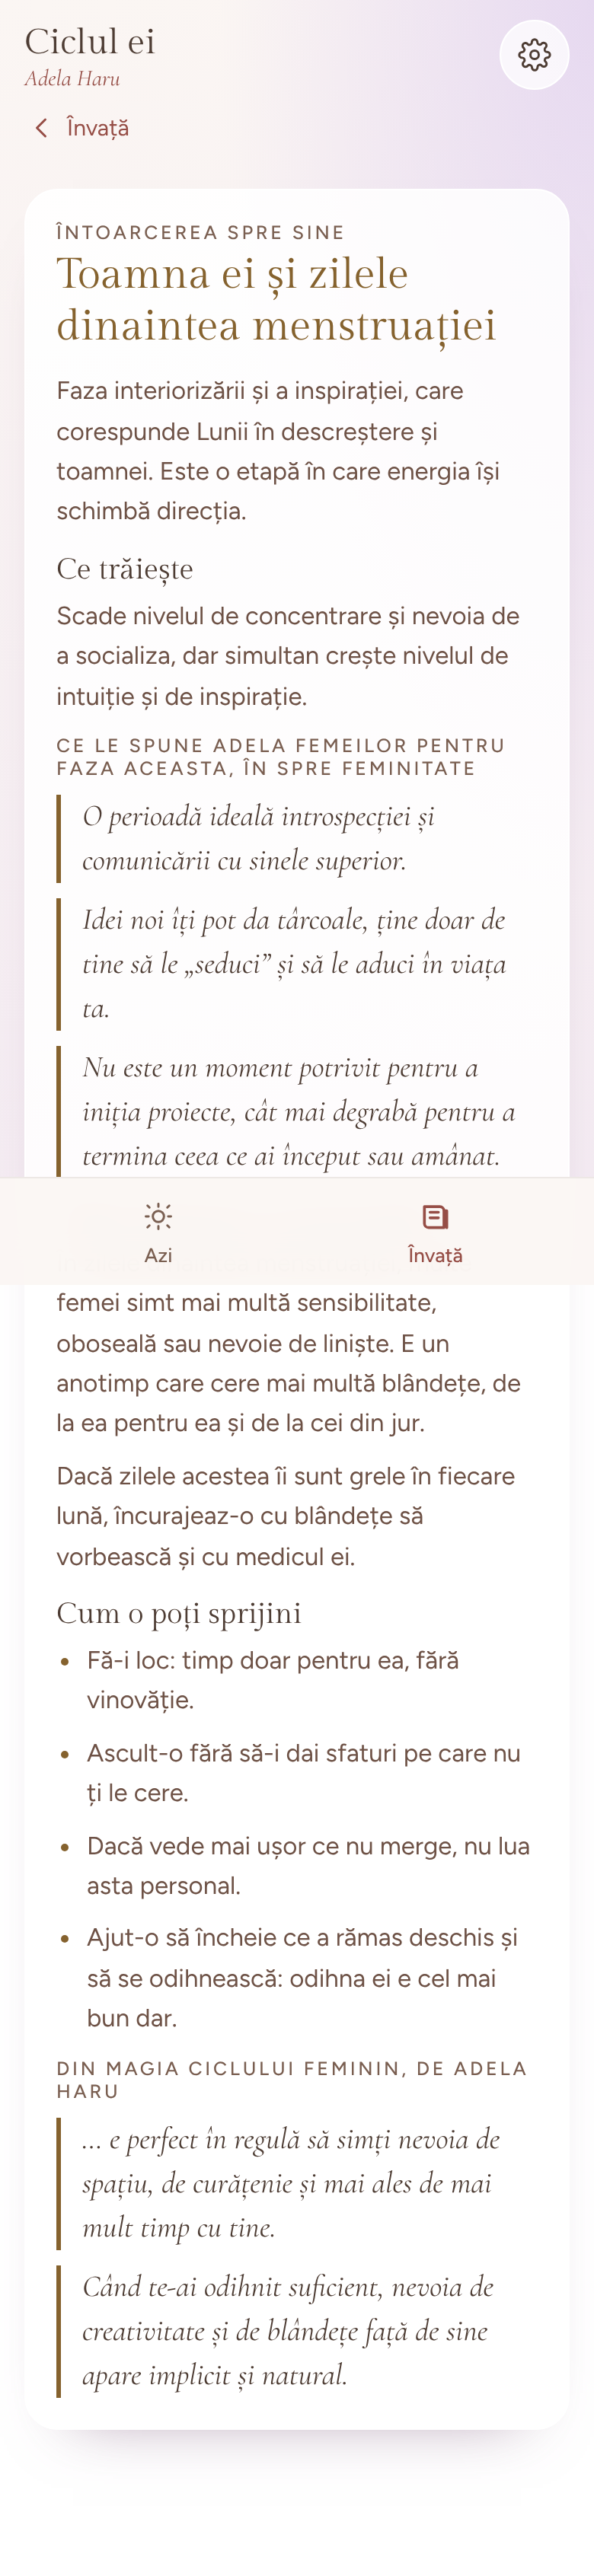 Ciclul ei
Adela Haru
Învață
ÎNTOARCEREA SPRE SINE
Toamna ei și zilele
dinaintea menstruației
Faza interiorizării și a inspirației, care
corespunde Lunii în descreștere și
toamnei. Este o etapă în care energia își
schimbă direcția.
Ce trăiește
Scade nivelul de concentrare și nevoia de
a socializa, dar simultan crește nivelul de
intuiție și de inspirație.
CE LE SPUNE ADELA FEMEILOR PENTRU
FAZA ACEASTA, ÎN SPRE FEMINITATE
O perioadă ideală introspecției și
comunicării cu sinele superior.
Idei noi îți pot da târcoale, ține doar de
tine să le „seduci” și să le aduci în viața
ta.
Nu este un moment potrivit pentru a
iniția proiecte, cât mai degrabă pentru a
termina ceea ce ai început sau amânat.
Azi
Învață
femei simt mai multă sensibilitate,
oboseală sau nevoie de liniște. E un
anotimp care cere mai multă blândețe, de
la ea pentru ea și de la cei din jur.
Dacă zilele acestea îi sunt grele în fiecare
lună, încurajeaz-o cu blândețe să
vorbească și cu medicul ei.
Cum o poți sprijini
Fă-i loc: timp doar pentru ea, fără
vinovăție.
Ascult-o fără să-i dai sfaturi pe care nu
ți le cere.
Dacă vede mai ușor ce nu merge, nu lua
asta personal.
Ajut-o să încheie ce a rămas deschis și
să se odihnească: odihna ei e cel mai
bun dar.
DIN MAGIA CICLULUI FEMININ, DE ADELA
HARU
... e perfect în regulă să simți nevoia de
spațiu, de curățenie și mai ales de mai
mult timp cu tine.
Când te-ai odihnit suficient, nevoia de
creativitate și de blândețe față de sine
apare implicit și natural.